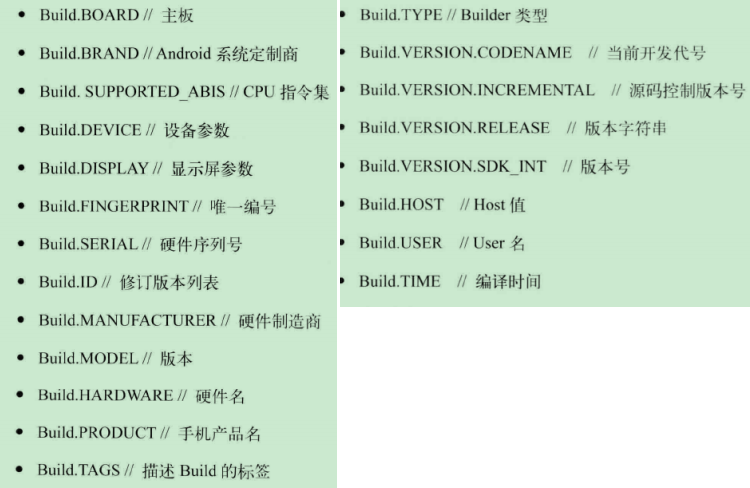 • Build.BOARD // 主板
• Build.BRAND // Android 系统定制商
• Build. SUPPORTED_ABIS // CPU 指令集
• Build.DEVICE // 设备参数
• Build.DISPLAY // 显示屏参数
• Build.FINGERPRINT // 唯一编号
• Build.SERIAL // 硬件序列号
• Build.ID // 修订版本列表
• Build.MANUFACTURER // 硬件制造商
• Build.MODEL // 版本
• Build.HARDWARE // 硬件名
• Build.PRODUCT // 手机产品名
• Build.TAGS // 描述 Build 的标签
• Build.TYPE // Builder 类型
• Build.VERSION.CODENAME // 当前开发代号
• Build.VERSION.INCREMENTAL // 源码控制版本号
• Build.VERSION.RELEASE // 版本字符串
• Build.VERSION.SDK_INT // 版本号
• Build.HOST // Host 值
• Build.USER // User 名
• Build.TIME // 编译时间